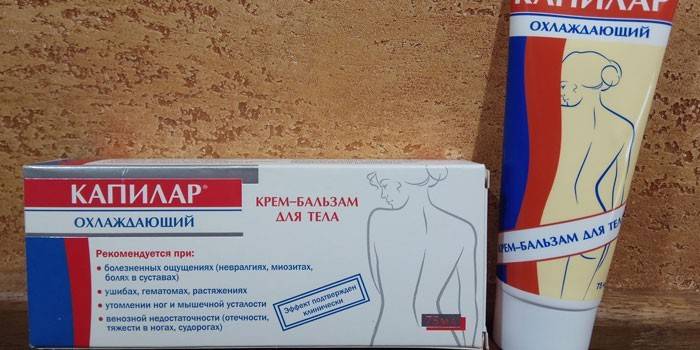 КАПИЛАР®
ОХЛАЖДАЮЩИЙ
КРЕМ–БАЛЬЗАМ
ДЛЯ ТЕЛА
Рекомендуется при:
• болезненных ощущениях (невралгиях, миозитах,
болях в суставах)
• ушибах, гематомах, растяжениях
• утомлении ног и мышечной усталости
• венозной недостаточности (отечности,
тяжести в ногах, судорогах)
Эффект подтвержден
клинически
КАПИЛАР
ОХЛАЖДАЮЩИЙ
КРЕМ–БАЛЬЗАМ ДЛЯ ТЕЛА